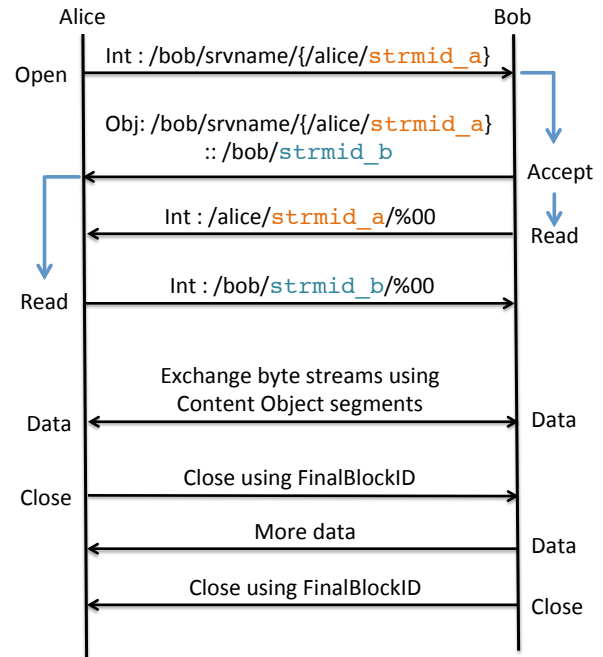 Alice
Bob
Int : /bob/srvname/{/alice/strmid_a}
Open
Obj: /bob/srvname/{/alice/strmid_a}
:: /bob/strmid_b
Accept
Int : /alice/strmid_a/%00
Read
Int : /bob/strmid_b/%00
Read
Exchange byte streams using
Content Object segments
Data
Data
Close using FinalBlockID
Close
More data
Data
Close using FinalBlockID
Close